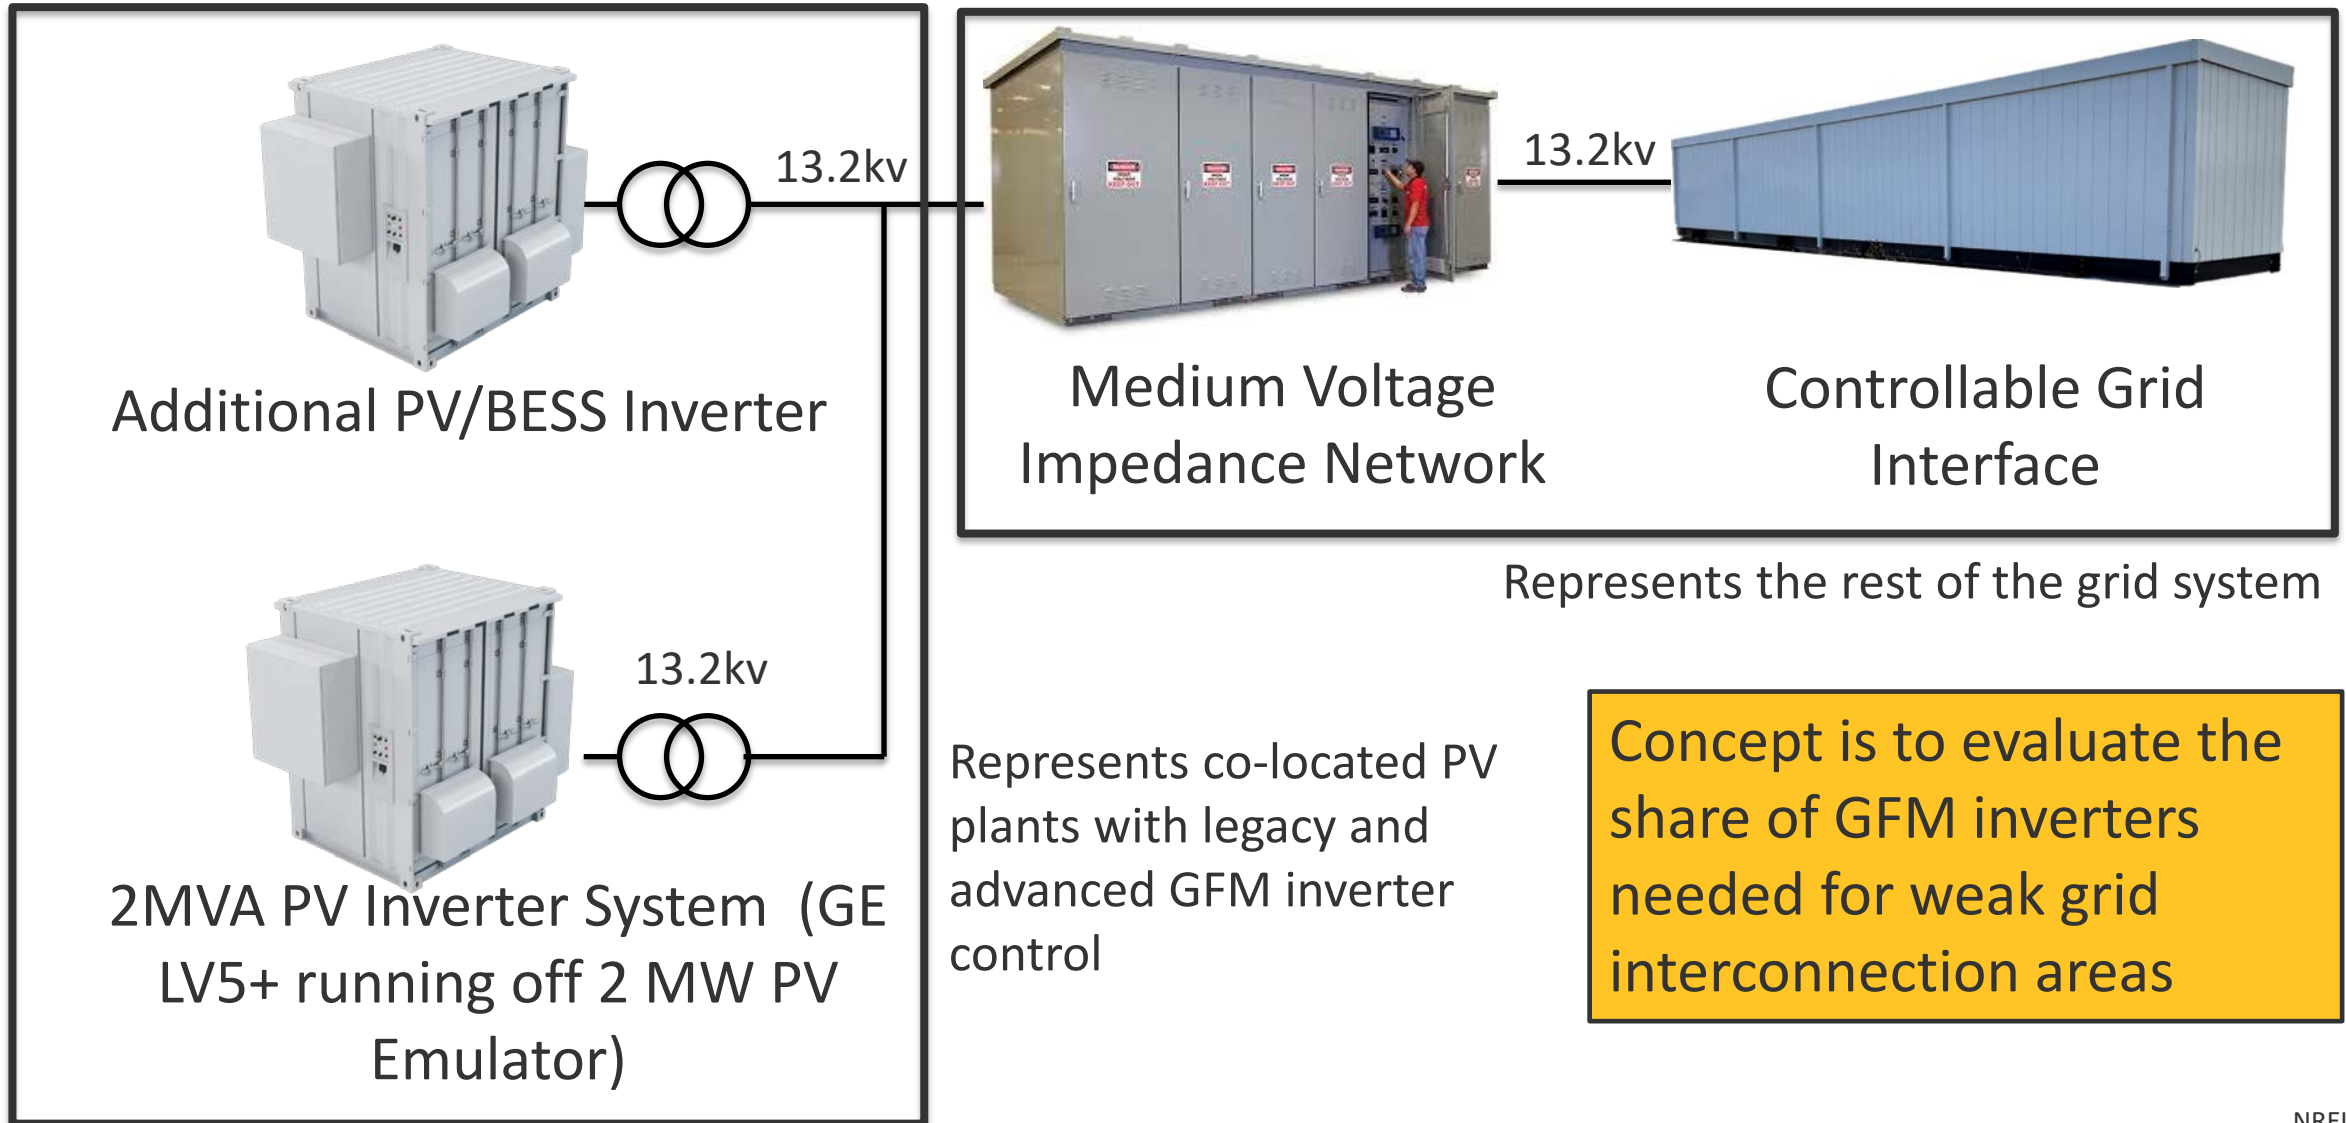 13.2kv
13.2kv
Additional PV/BESS Inverter
Medium Voltage
Impedance Network
Controllable Grid
Interface
Represents the rest of the grid system
13.2kv
2MVA PV Inverter System  (GE
LV5+ running off 2 MW PV
Emulator)
Represents co-located PV
plants with legacy and
advanced GFM inverter
control
Concept is to evaluate the
share of GFM inverters
needed for weak grid
interconnection areas